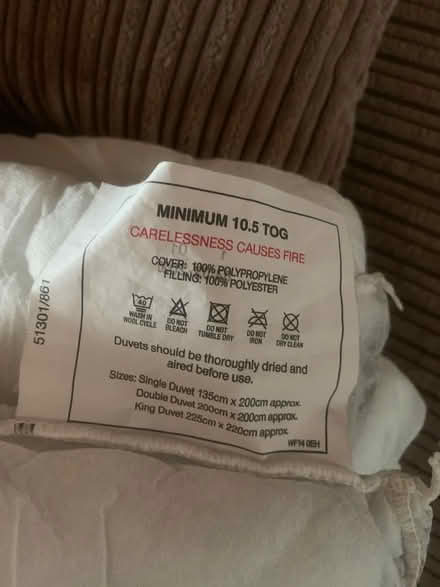 MINIMUM 10.5 TOG
CARELESSNESS CAUSES FIRE
COVER: 100% POLYPROPYLENE
FILLING: 100% POLYESTER
40
WASH IN WOOL CYCLE
DO NOT BLEACH
DO NOT TUMBLE DRY
DO NOT IRON
DO NOT DRY CLEAN
Duvets should be thoroughly dried and
aired before use.
Sizes: Single Duvet 135cm x 200cm approx.
Double Duvet 200cm x 200cm approx.
King Duvet 225cm x 220cm approx.
51301/861